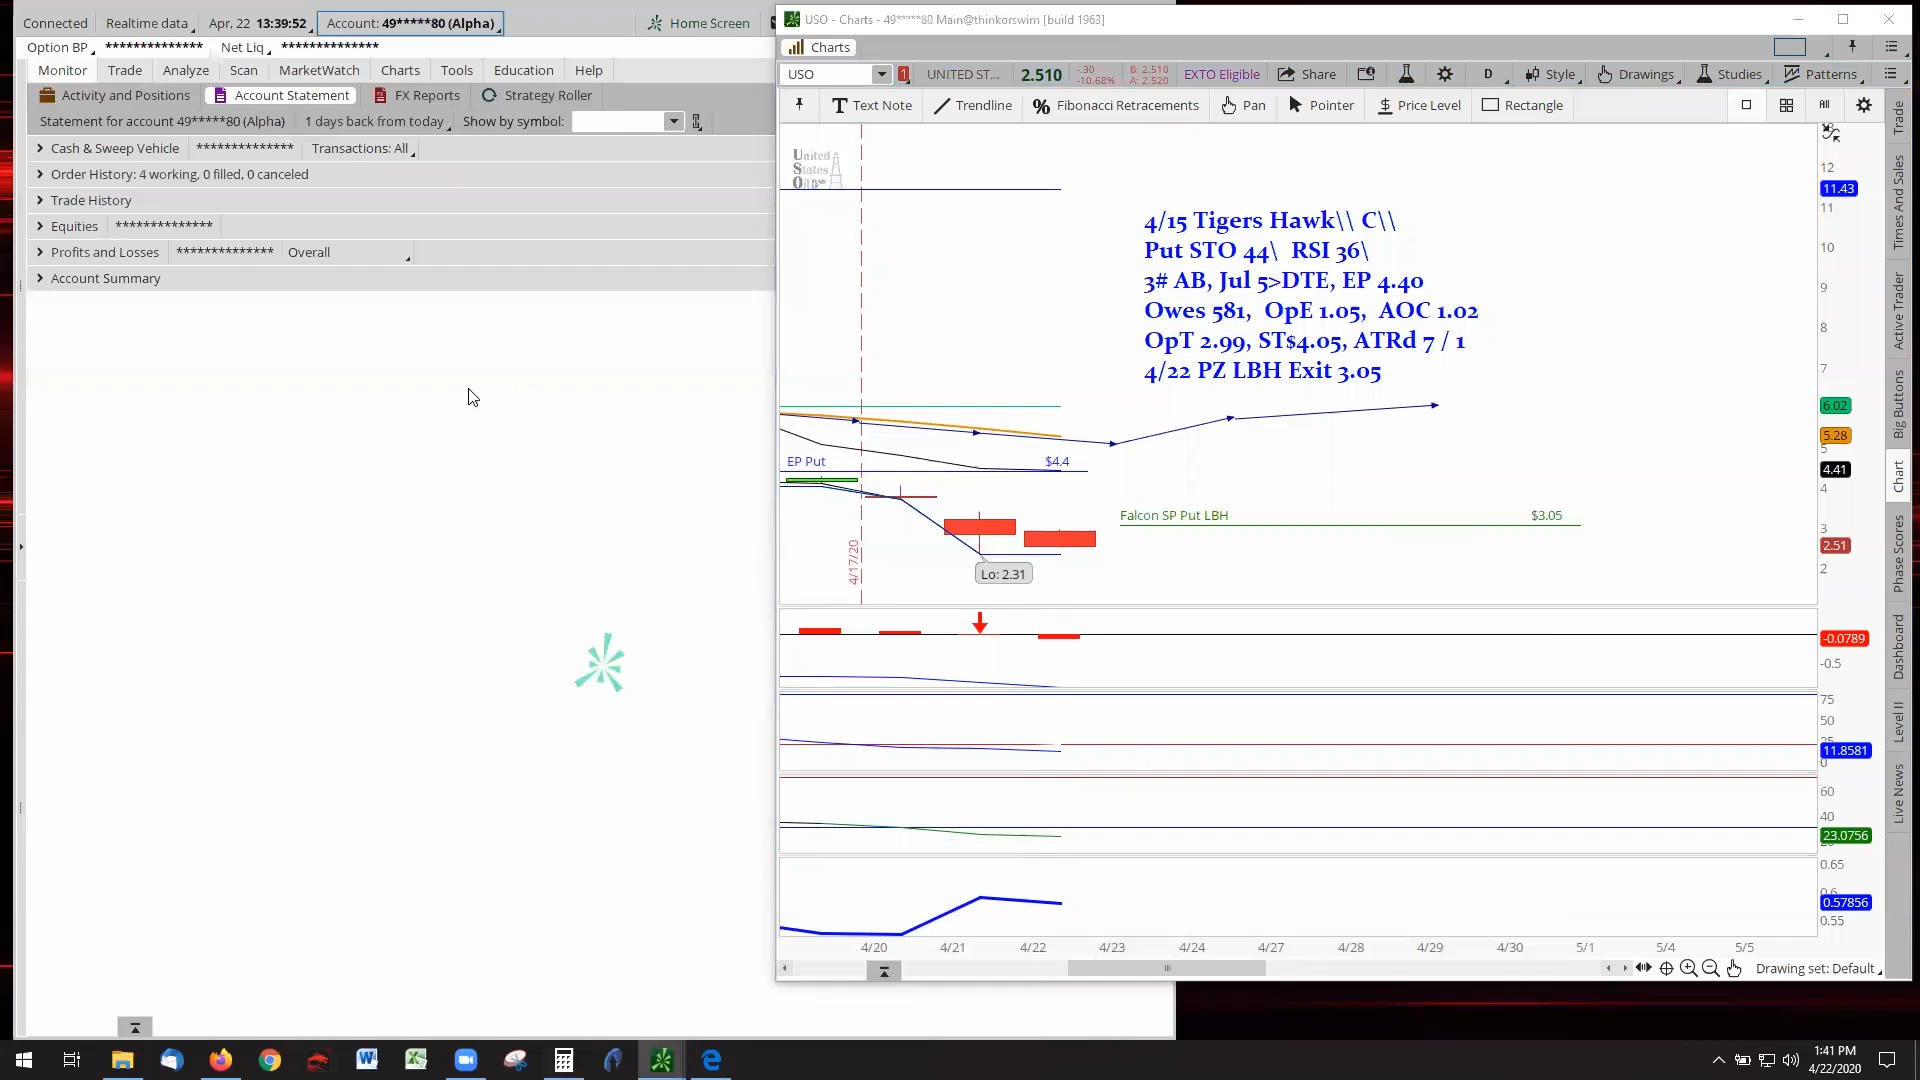 Connected Realtime data Apr, 22 13:39:52 Account: 49*****80 (Alpha) Home Screen
Option BP ************** Net Liq **************
Monitor Trade Analyze Scan MarketWatch Charts Tools Education Help
Activity and Positions Account Statement FX Reports Strategy Roller
Statement for account 49*****80 (Alpha) 1 days back from today Show by symbol:
Cash & Sweep Vehicle ************** Transactions: All
Order History: 4 working, 0 filled, 0 canceled
Trade History
Equities **************
Profits and Losses ************** Overall
Account Summary
USO - Charts - 49*****80 Main@thinkorswim [build 1963]
Charts
USO 1 UNITED ST... 2.510 -.30 -10.68% B: 2.510 A: 2.520 EXTO Eligible Share D Style Drawings Studies Patterns
Text Note Trendline Fibonacci Retracements Pan Pointer Price Level Rectangle All
United
States
Oil
4/15 Tigers Hawk\\ C\\
Put STO 44\ RSI 36\
3# AB, Jul 5>DTE, EP 4.40
Owes 581, OpE 1.05, AOC 1.02
OpT 2.99, ST$4.05, ATRd 7 / 1
4/22 PZ LBH Exit 3.05
EP Put $4.4
Falcon SP Put LBH $3.05
4/17/20
Lo: 2.31
12
11.43
11
10
9
8
7
6.02
5.28
5
4.41
4
3
2.51
2
-0.0789
-0.5
75
50
25
11.8581
0
60
40
23.0756
0.65
0.6
0.57856
0.55
4/20 4/21 4/22 4/23 4/24 4/27 4/28 4/29 4/30 5/1 5/4 5/5
Drawing set: Default
Trade
Times And Sales
Active Trader
Big Buttons
Chart
Phase Scores
Dashboard
Level II
Live News
1:41 PM
4/22/2020